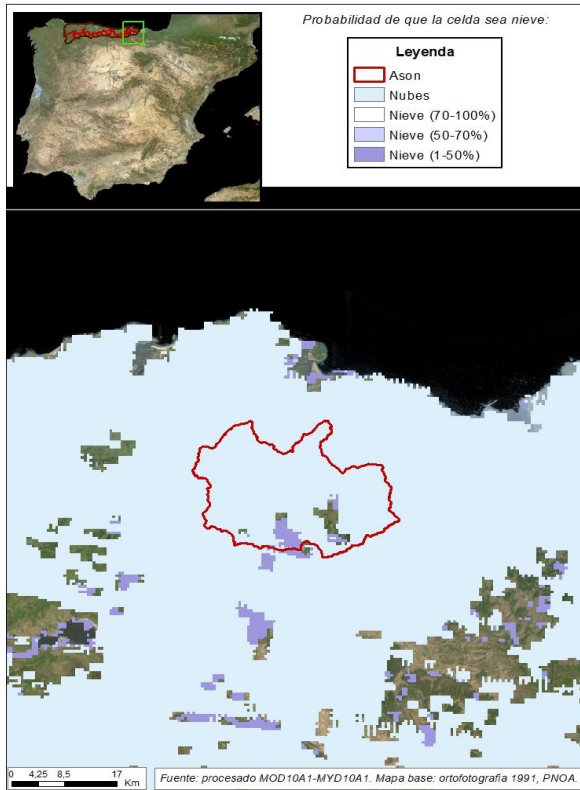 Probabilidad de que la celda sea nieve:
Leyenda
Ason
Nubes
Nieve (70-100%)
Nieve (50-70%)
Nieve (1-50%)
0 4,25 8,5 17
Km
Fuente: procesado MOD10A1-MYD10A1. Mapa base: ortofotografia 1991, PNOA.